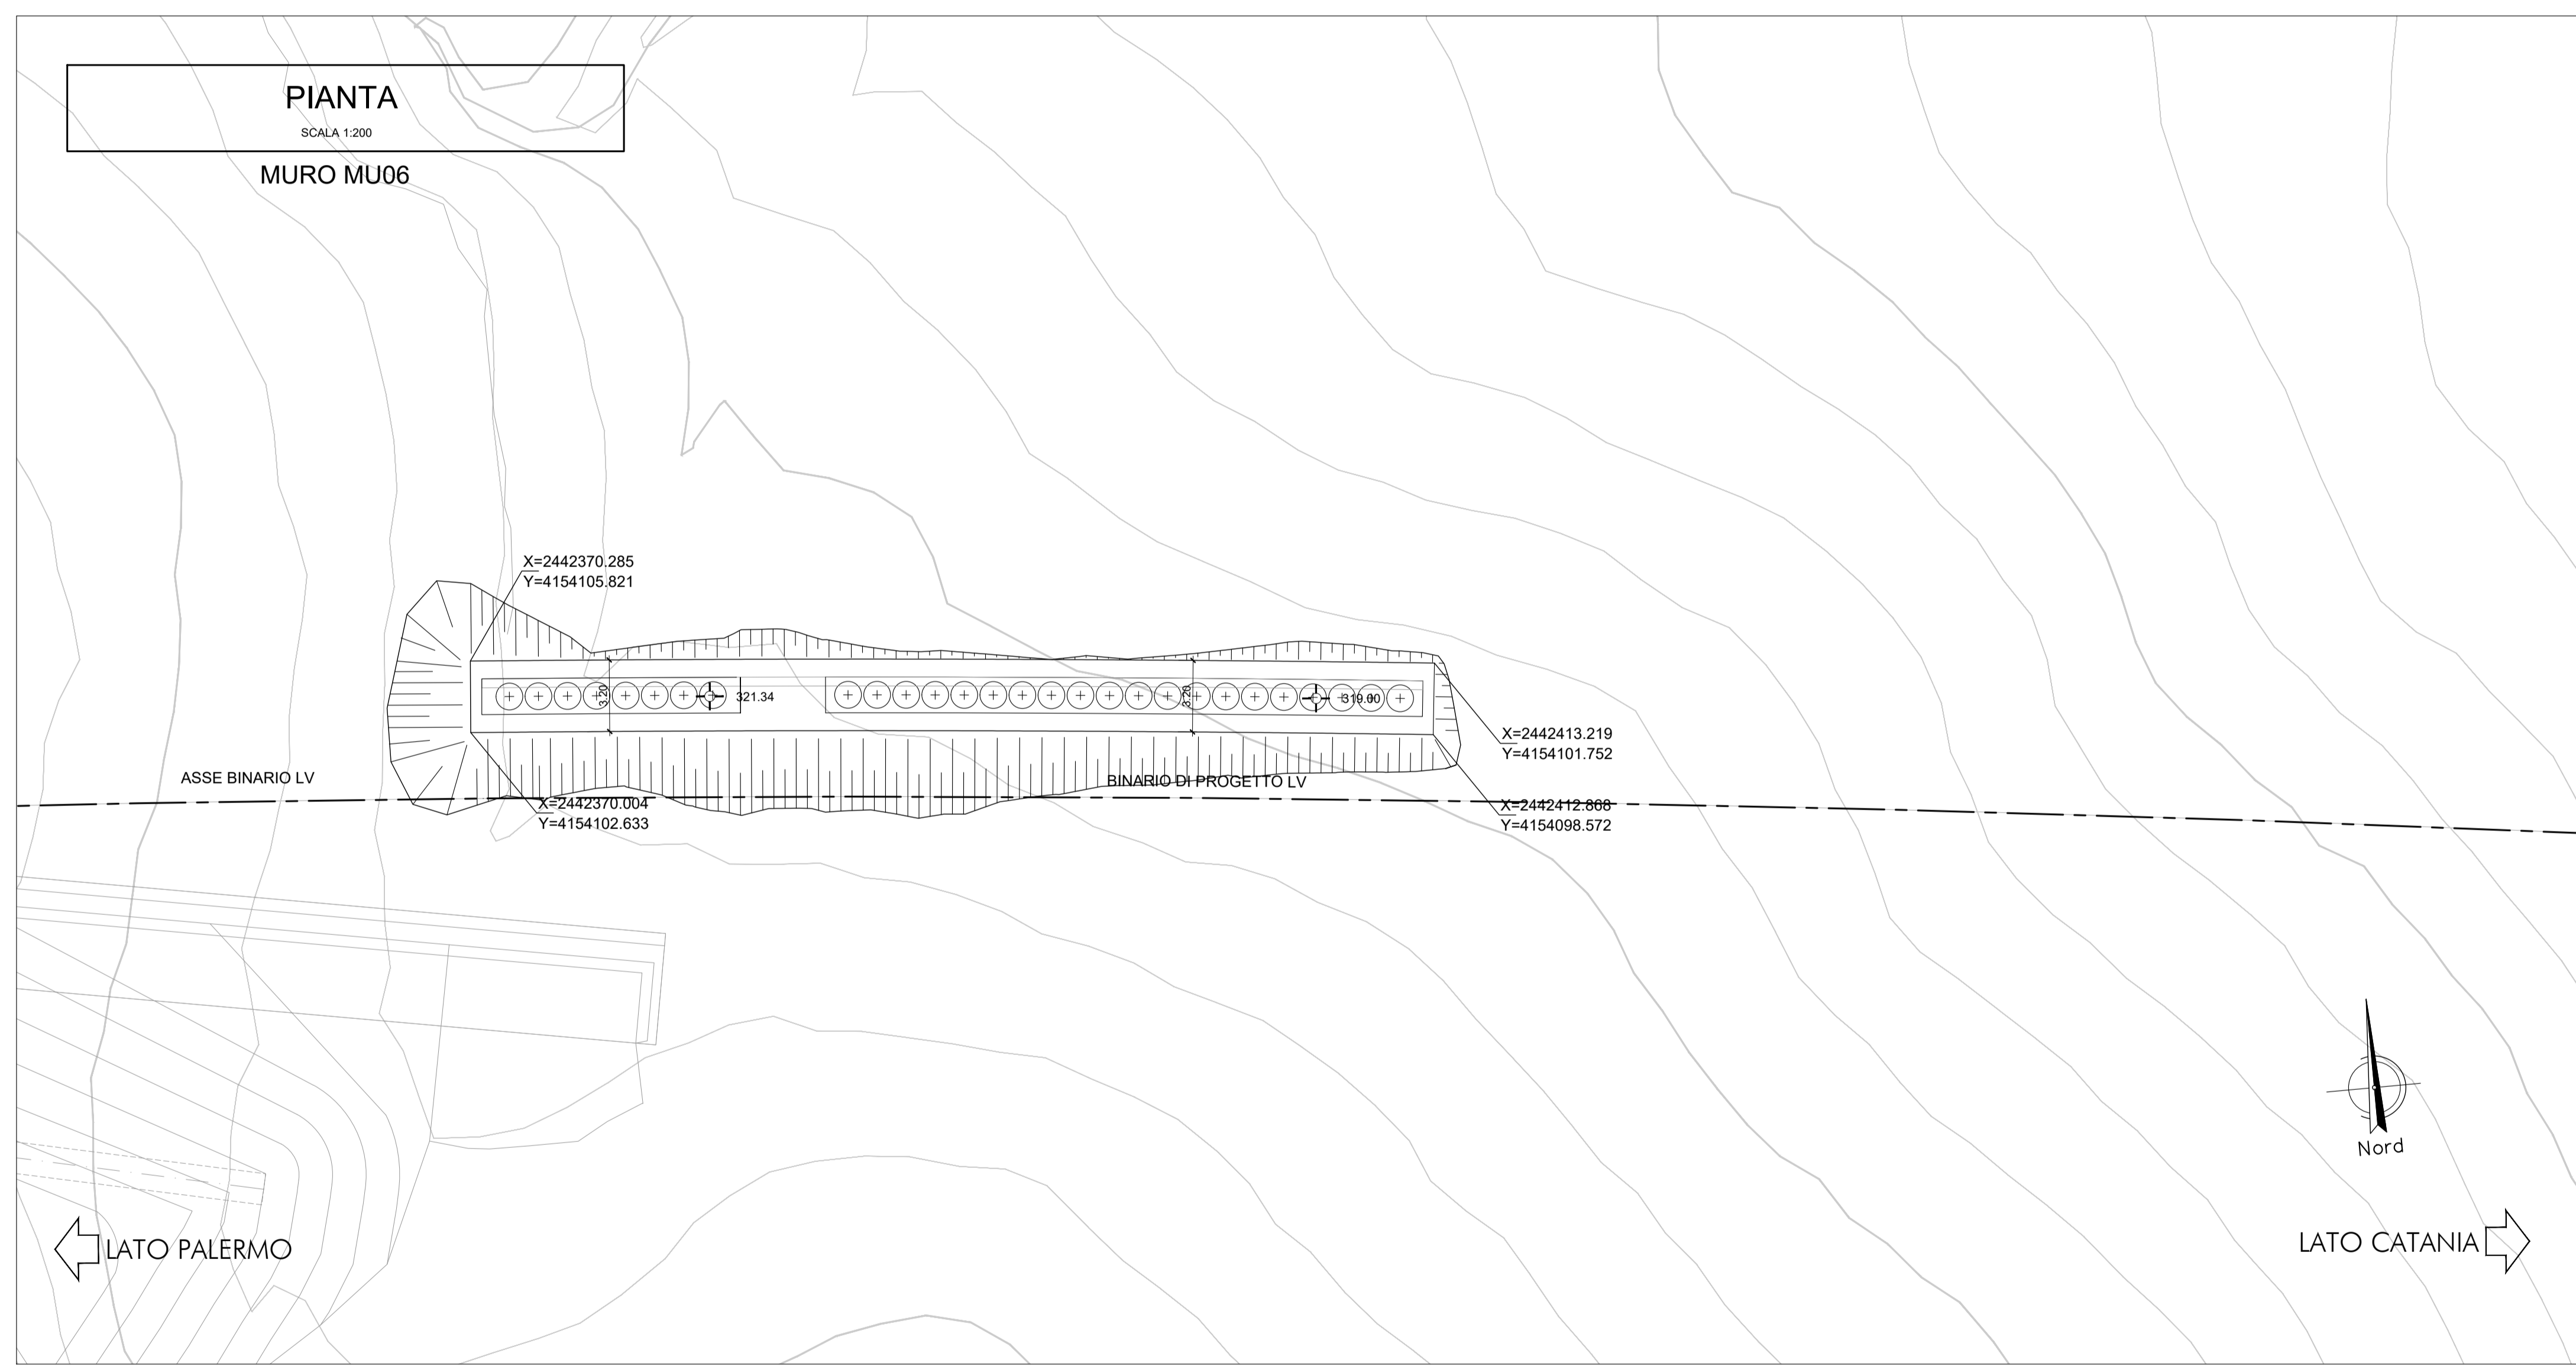 PIANTA
SCALA 1:200
MURO MU06
X=2442370.285
Y=4154105.821
3.20
321.34
3.20
319.00
X=2442413.219
Y=4154101.752
ASSE BINARIO LV
BINARIO DI PROGETTO LV
X=2442370.004
Y=4154102.633
X=2442412.868
Y=4154098.572
Nord
LATO PALERMO
LATO CATANIA